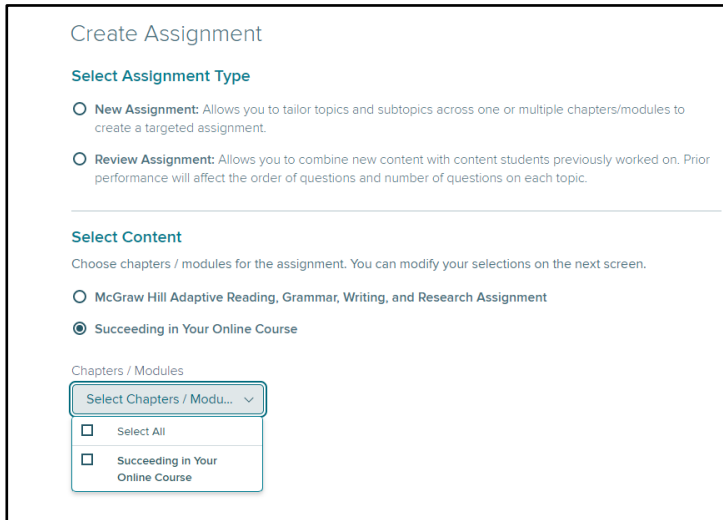 Create Assignment
Select Assignment Type
New Assignment: Allows you to tailor topics and subtopics across one or multiple chapters/modules to
create a targeted assignment.
Review Assignment: Allows you to combine new content with content students previously worked on. Prior
performance will affect the order of questions and number of questions on each topic.
Select Content
Choose chapters / modules for the assignment. You can modify your selections on the next screen.
McGraw Hill Adaptive Reading, Grammar, Writing, and Research Assignment
Succeeding in Your Online Course
Chapters / Modules
Select Chapters / Modu...
Select All
Succeeding in Your
Online Course